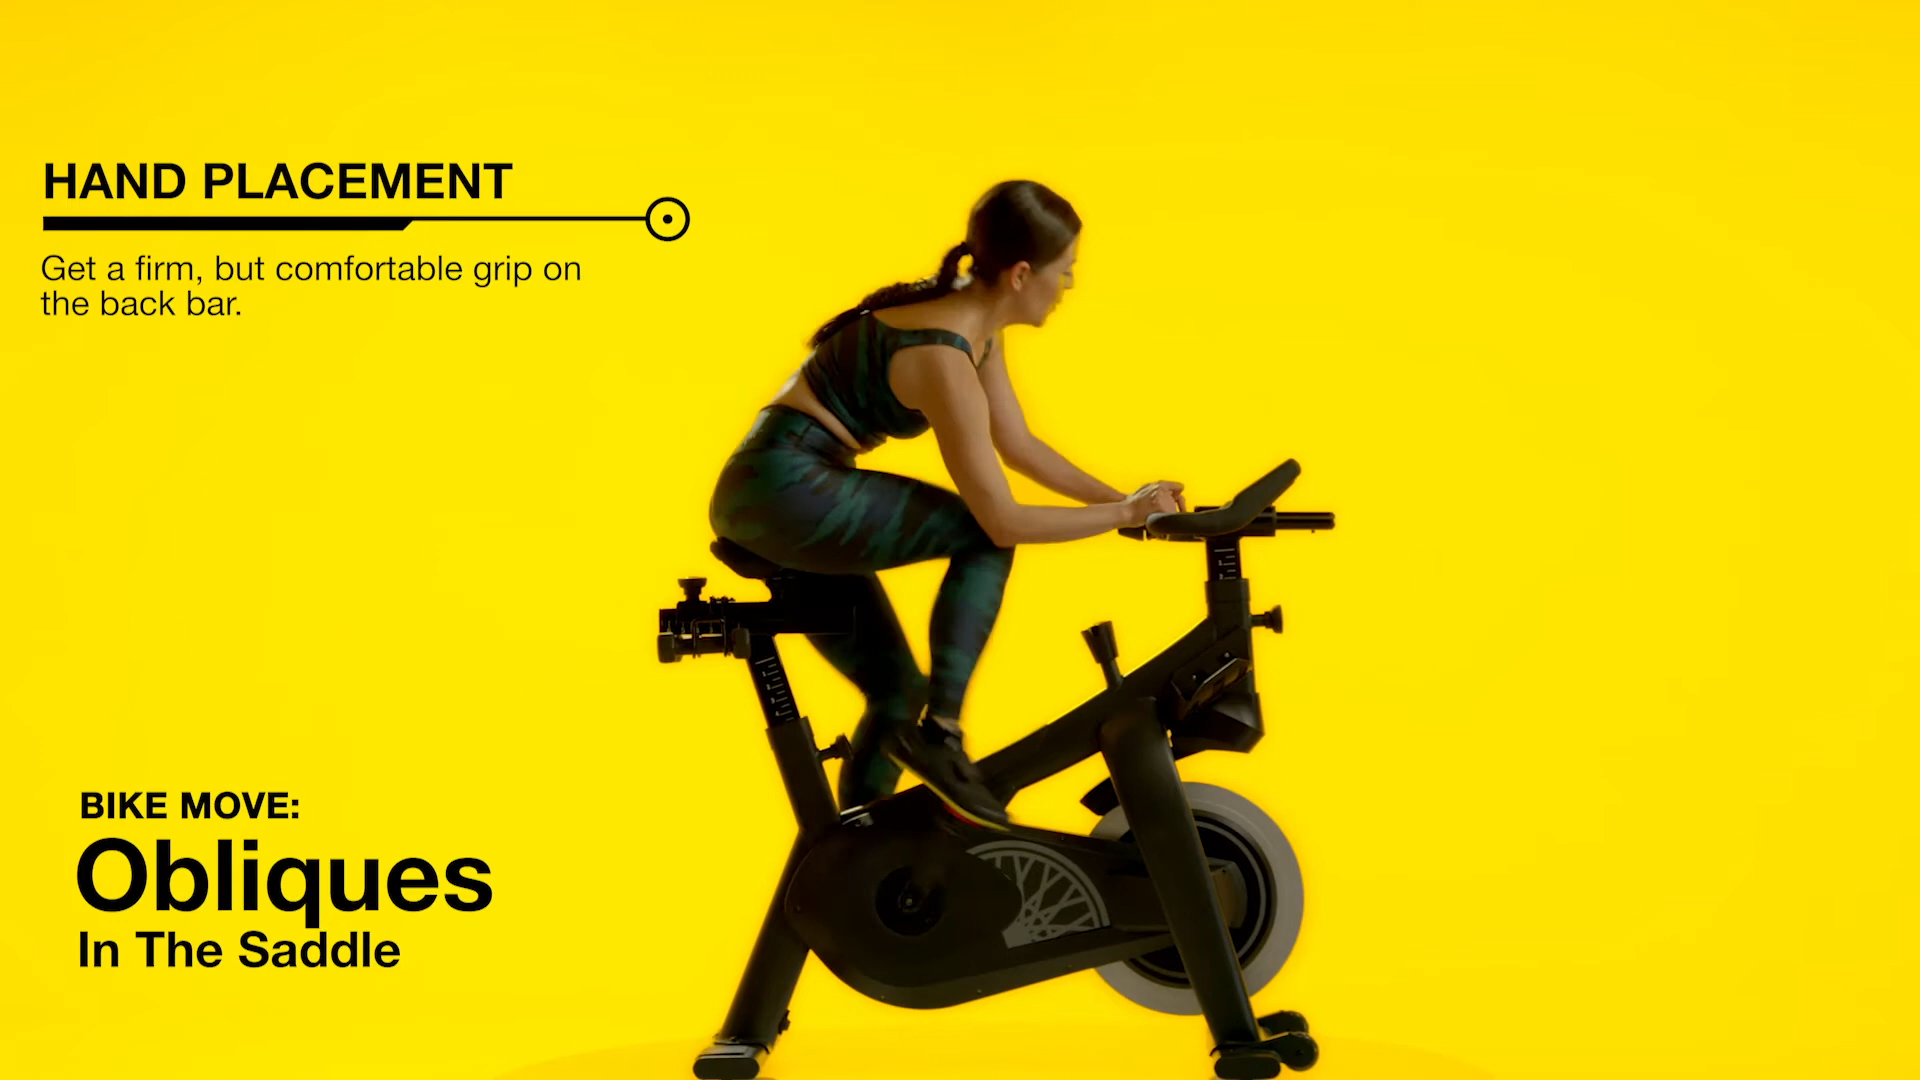 HAND PLACEMENT
Get a firm, but comfortable grip on
the back bar.
BIKE MOVE:
Obliques
In The Saddle